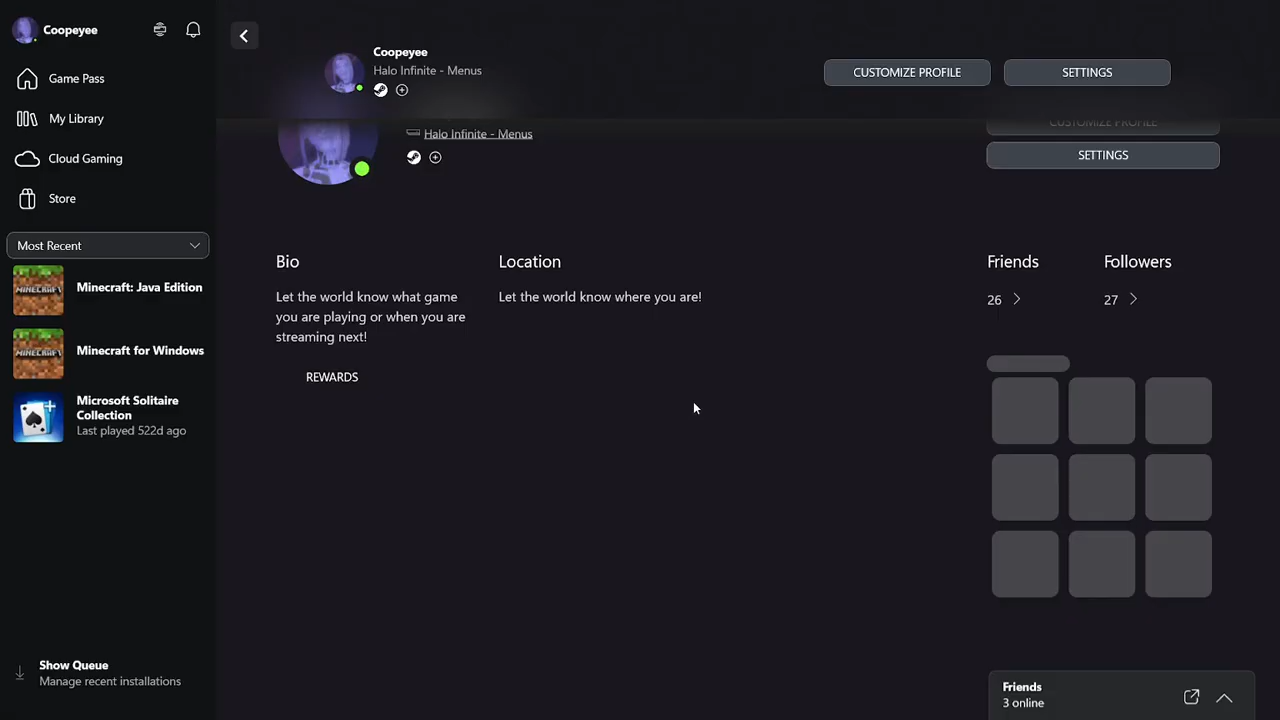 Coopeyee
Game Pass
My Library
Cloud Gaming
Store
Most Recent
Minecraft: Java Edition
Minecraft for Windows
Microsoft Solitaire
Collection
Last played 522d ago
Show Queue
Manage recent installations
Coopeyee
Halo Infinite - Menus
CUSTOMIZE PROFILE
SETTINGS
Halo Infinite - Menus
CUSTOMIZE PROFILE
SETTINGS
Bio
Let the world know what game
you are playing or when you are
streaming next!
REWARDS
Location
Let the world know where you are!
Friends
26
Followers
27
Friends
3 online